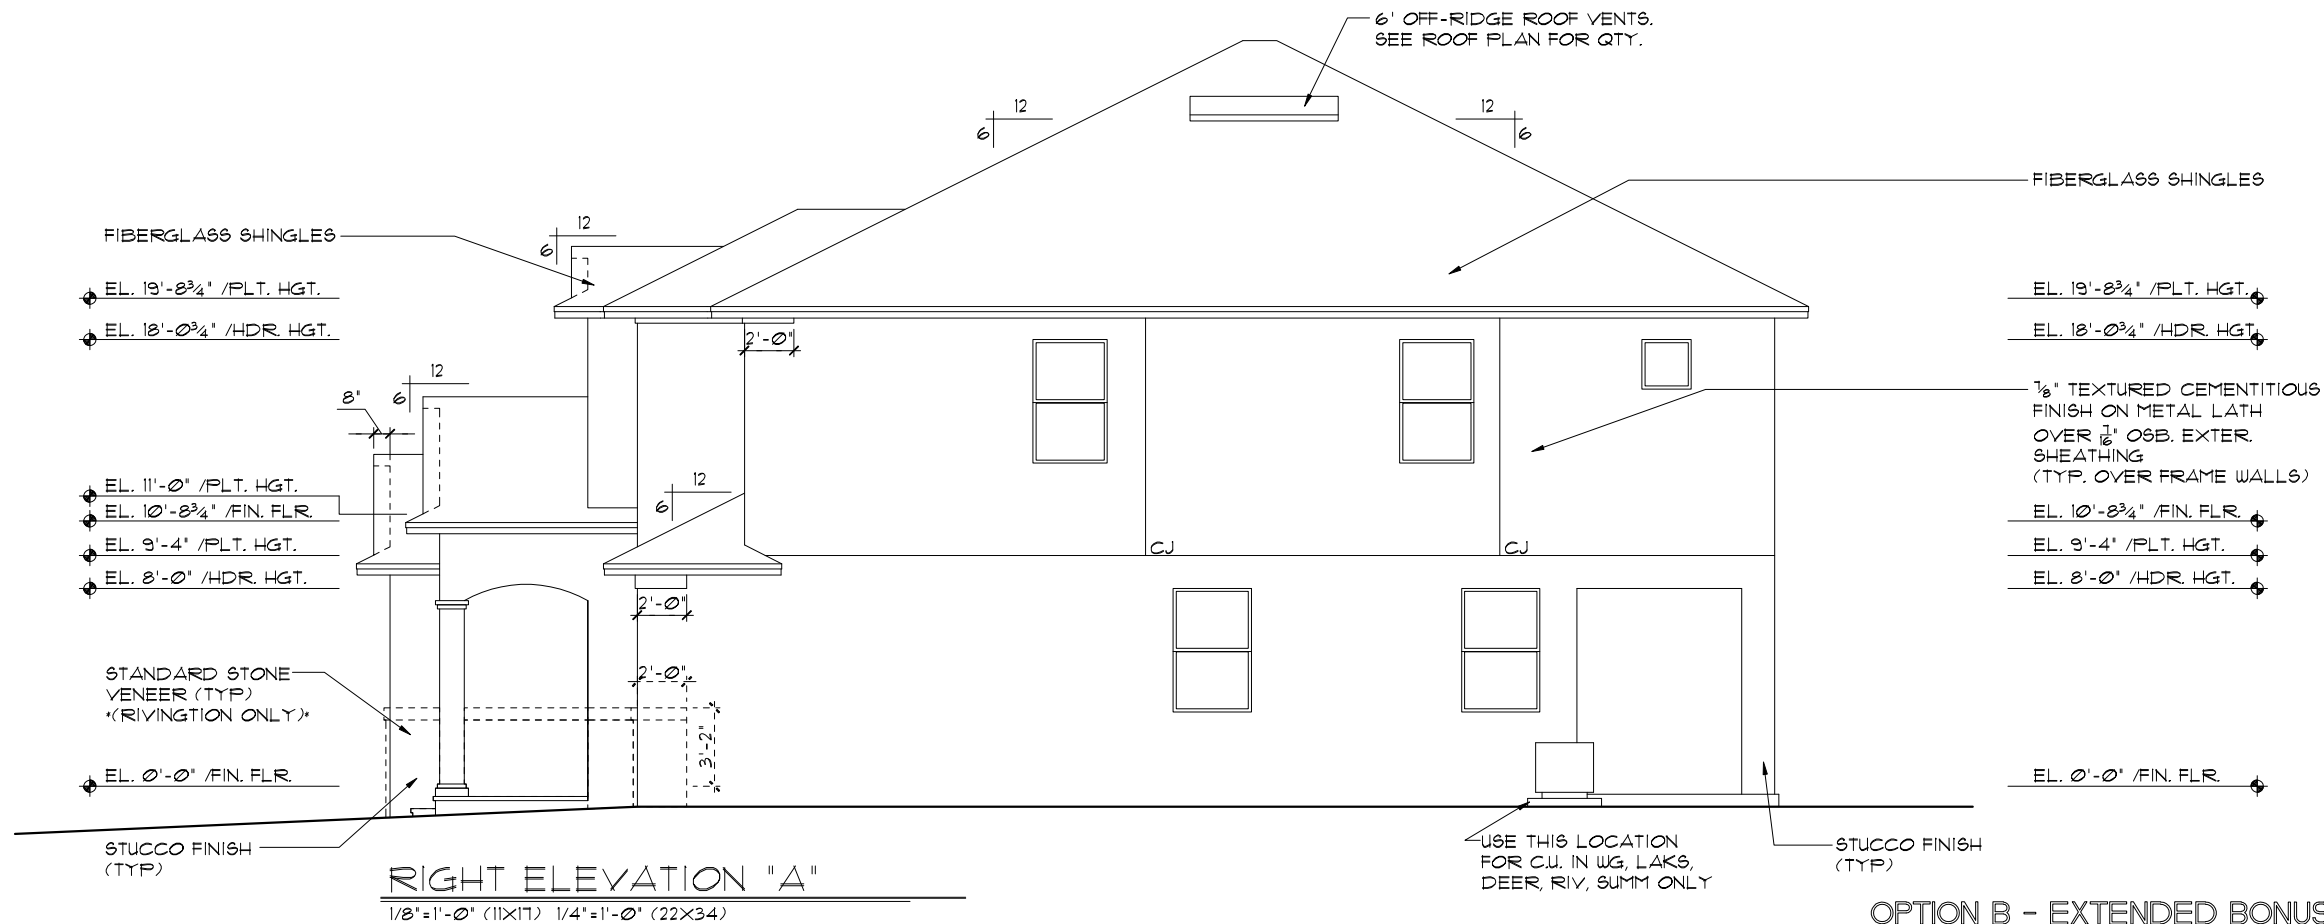 6' OFF-RIDGE ROOF VENTS.
SEE ROOF PLAN FOR QTY.
12
6
12
6
FIBERGLASS SHINGLES
12
6
FIBERGLASS SHINGLES
EL. 19'-8¾" /PLT. HGT.
EL. 18'-0¾" /HDR. HGT.
EL. 19'-8¾" /PLT. HGT.
EL. 18'-0¾" /HDR. HGT.
2'-0"
12
6
8"
⅞" TEXTURED CEMENTITIOUS
FINISH ON METAL LATH
OVER 7/16" OSB. EXTER.
SHEATHING
(TYP. OVER FRAME WALLS)
12
6
EL. 11'-0" /PLT. HGT.
EL. 10'-8¾" /FIN. FLR.
EL. 9'-4" /PLT. HGT.
EL. 8'-0" /HDR. HGT.
CJ
CJ
EL. 10'-8¾" /FIN. FLR.
EL. 9'-4" /PLT. HGT.
EL. 8'-0" /HDR. HGT.
2'-0"
2'-0"
3'-2"
STANDARD STONE
VENEER (TYP)
*(RIVINGTION ONLY)*
EL. 0'-0" /FIN. FLR.
EL. 0'-0" /FIN. FLR.
STUCCO FINISH
(TYP)
USE THIS LOCATION
FOR C.U. IN WG, LAKS,
DEER, RIV, SUMM ONLY
STUCCO FINISH
(TYP)
RIGHT ELEVATION "A"
1/8"=1'-0" (11X17) 1/4"=1'-0" (22X34)
OPTION B - EXTENDED BONUS